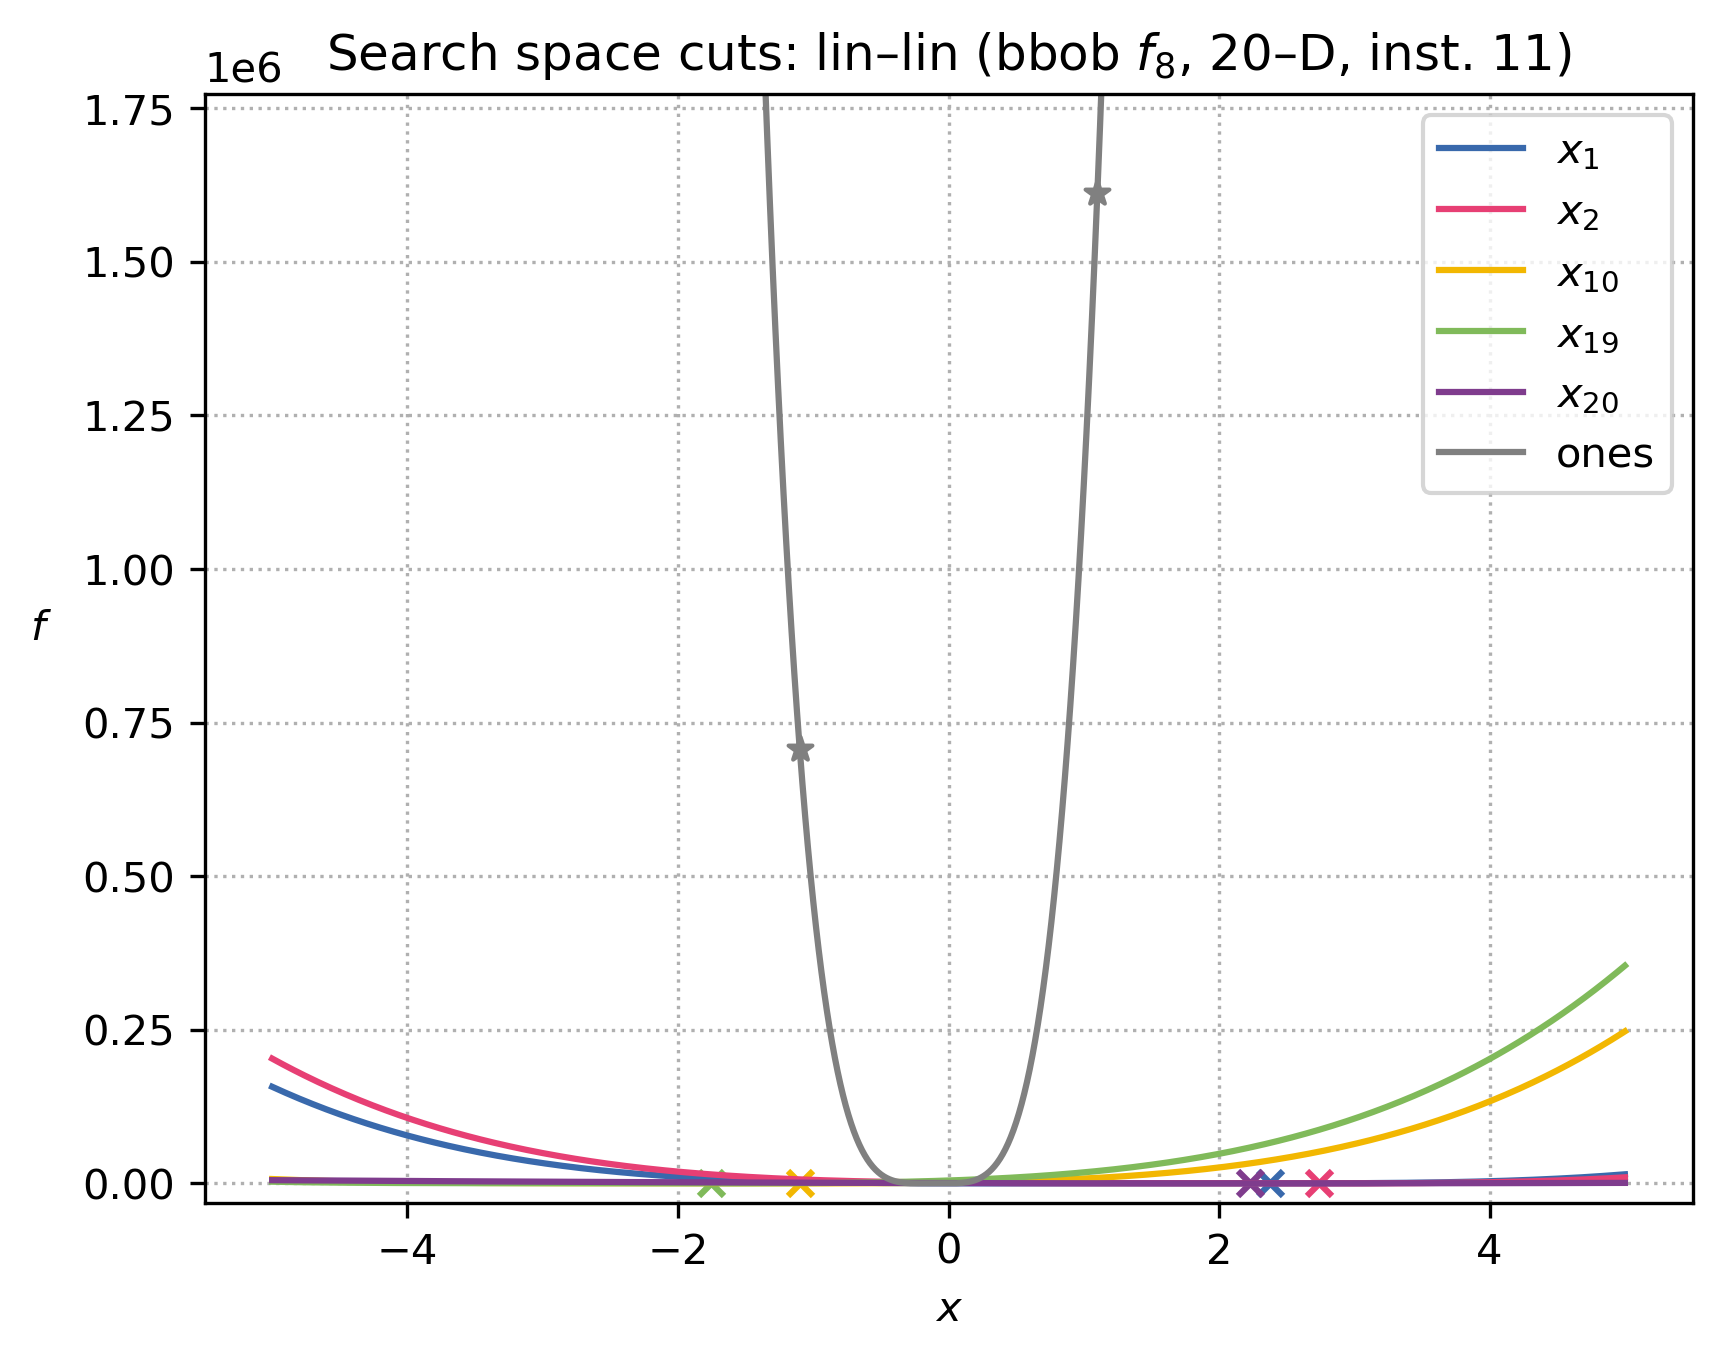 Search space cuts: lin–lin (bbob f₈, 20–D, inst. 11)
1e6
1.75
1.50
1.25
1.00
0.75
0.50
0.25
0.00
f
−4
−2
0
2
4
x
x₁
x₂
x₁₀
x₁₉
x₂₀
ones